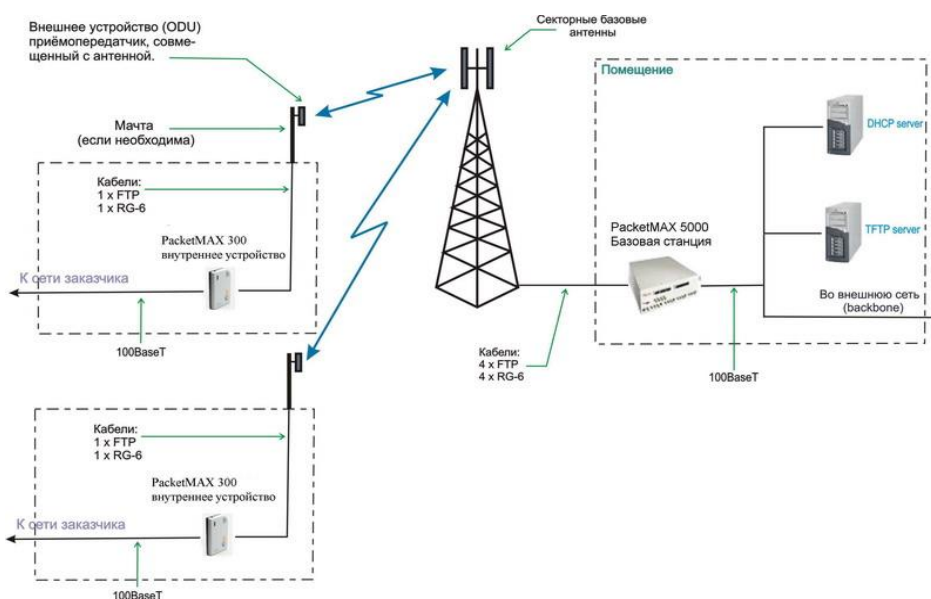 Внешнее устройство (ODU)
приёмопередатчик, совме-
щенный с антенной.
Мачта
(если необходима)
Кабели:
1 x FTP
1 x RG-6
PacketMAX 300
внутреннее устройство
К сети заказчика
100BaseT
Кабели:
1 x FTP
1 x RG-6
PacketMAX 300
внутреннее устройство
К сети заказчика
100BaseT
Секторные базовые
антенны
Кабели:
4 x FTP
4 x RG-6
Помещение
PacketMAX 5000
Базовая станция
100BaseT
DHCP server
TFTP server
Во внешнюю сеть
(backbone)